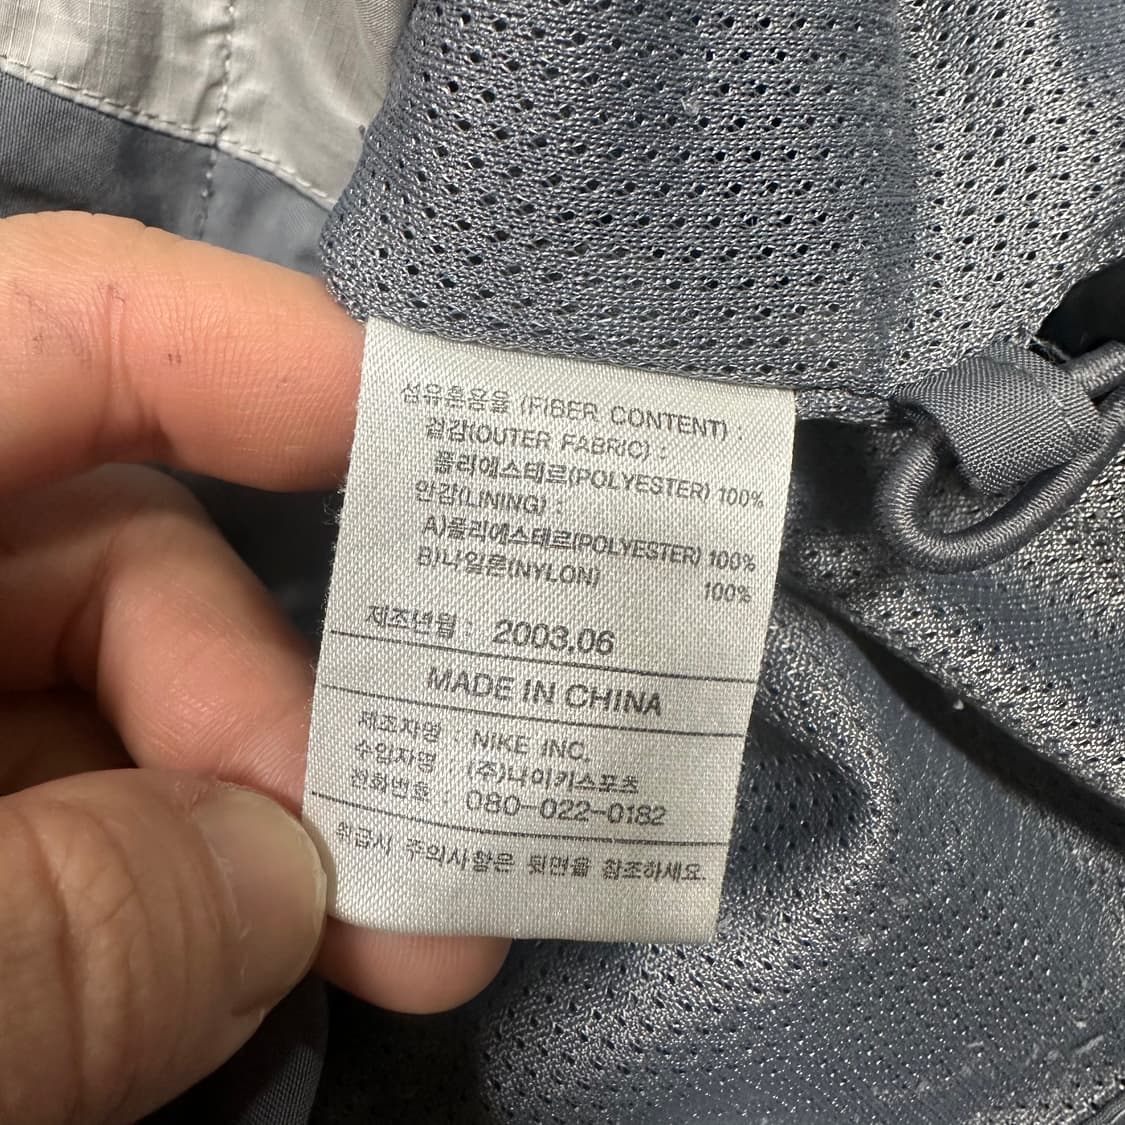 섬유혼용율 (FIBER CONTENT) :
겉감(OUTER FABRIC) :
폴리에스테르(POLYESTER) 100%
안감(LINING) :
A)폴리에스테르(POLYESTER) 100%
B)나일론(NYLON) 100%
제조년월 : 2003.06
MADE IN CHINA
제조자명 : NIKE INC.
수입자명 (주)나이키스포츠
전화번호 : 080-022-0182
취급시 주의사항은 뒷면을 참조하세요.